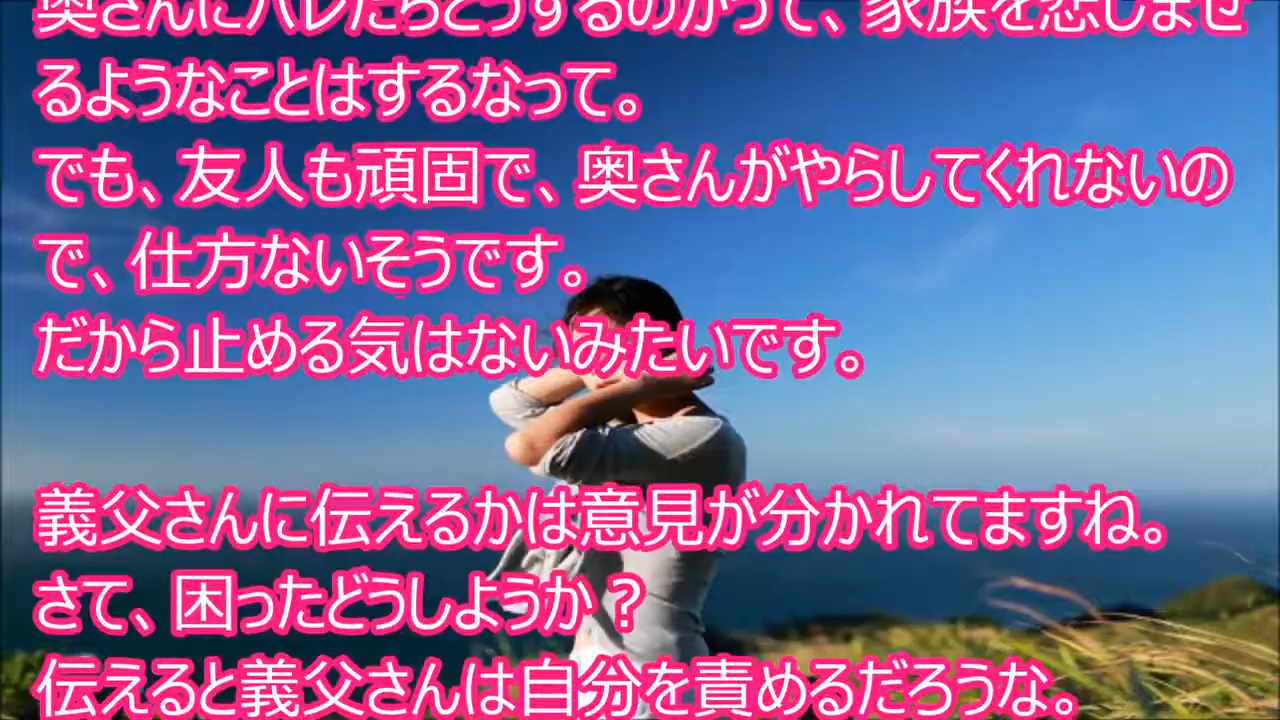 奥さんにバレたらどうするのかって、家族を悲しませ
るようなことはするなって。
でも、友人も頑固で、奥さんがやらしてくれないの
で、仕方ないそうです。
だから止める気はないみたいです。
義父さんに伝えるかは意見が分かれてますね。
さて、困ったどうしようか？
伝えると義父さんは自分を責めるだろうな。